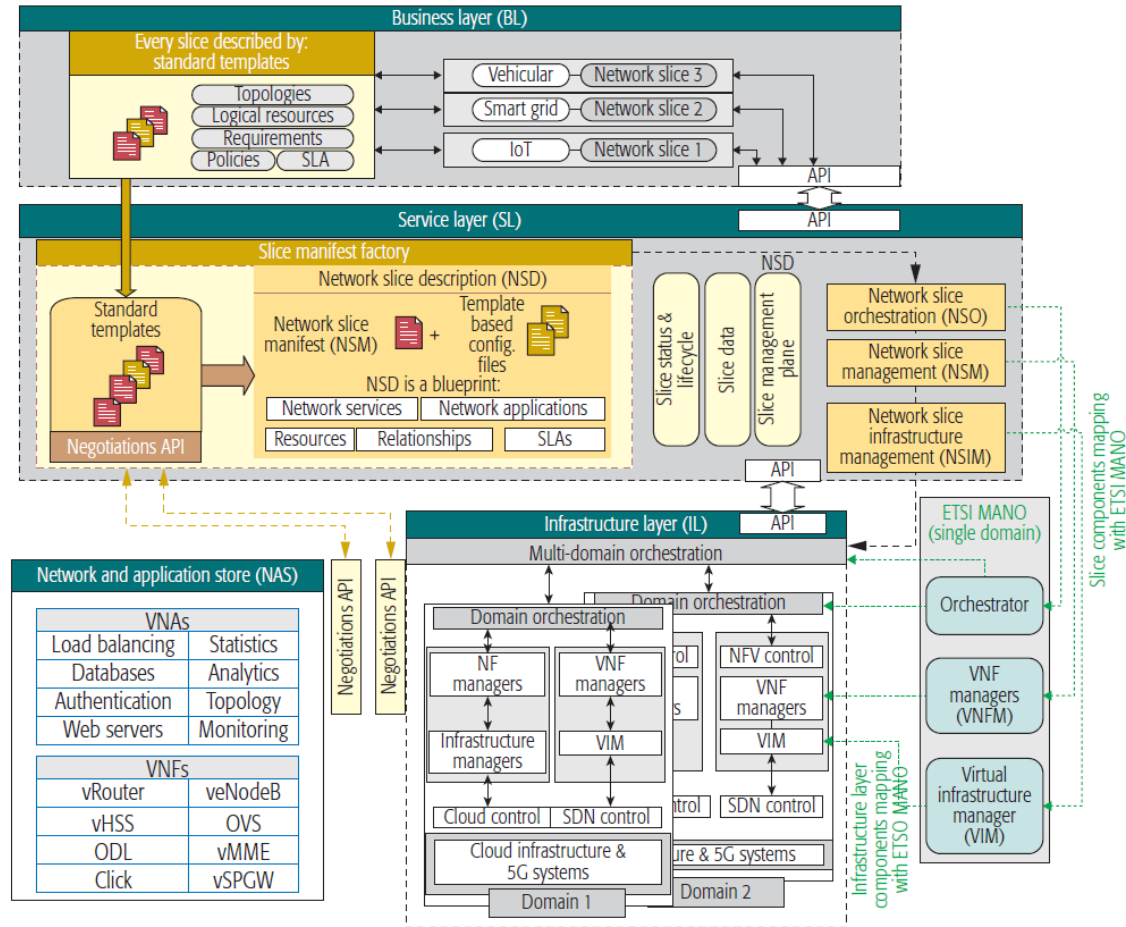 Business layer (BL)
Every slice described by:
standard templates
Topologies
Logical resources
Requirements
Policies
SLA
Vehicular
Network slice 3
Smart grid
Network slice 2
IoT
Network slice 1
API
API
Service layer (SL)
Slice manifest factory
Standard
templates
Negotiations API
Network slice description (NSD)
Network slice
manifest (NSM)
+
Template
based
config.
files
NSD is a blueprint:
Network services
Network applications
Resources
Relationships
SLAs
NSD
Slice status &
lifecycle
Slice data
Slice management
plane
Network slice
orchestration (NSO)
Network slice
management (NSM)
Network slice
infrastructure
management (NSIM)
API
API
Slice components mapping
with ETSI MANO
Infrastructure layer (IL)
Multi-domain orchestration
Negotiations API
Negotiations API
Domain orchestration
NF
managers
Infrastructure
managers
VNF
managers
VIM
Cloud control
SDN control
Cloud infrastructure &
5G systems
Domain 1
Domain orchestration
rol
NFV control
rs
VNF
managers
VIM
ntrol
SDN control
ure & 5G systems
Domain 2
Infrastructure layer
components mapping
with ETSO MANO
ETSI MANO
(single domain)
Orchestrator
VNF
managers
(VNFM)
Virtual
infrastructure
manager
(VIM)
Network and application store (NAS)
VNAs
Load balancing
Statistics
Databases
Analytics
Authentication
Topology
Web servers
Monitoring
VNFs
vRouter
veNodeB
vHSS
OVS
ODL
vMME
Click
vSPGW